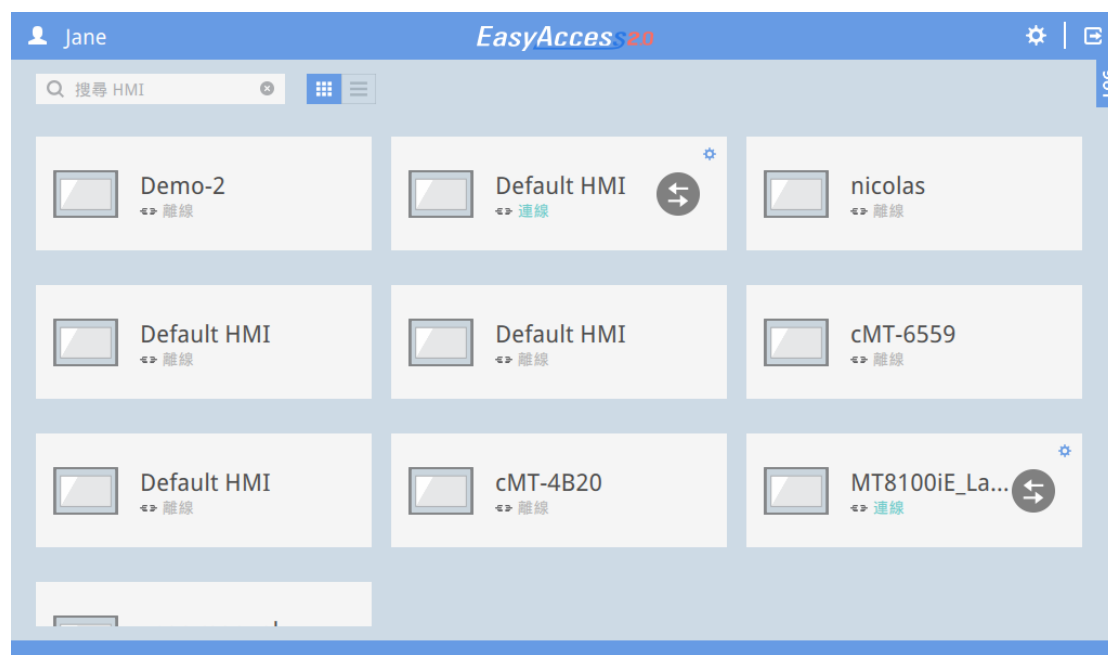 Jane
EasyAccess2.0
搜尋 HMI
Demo-2
離線
Default HMI
連線
nicolas
離線
Default HMI
離線
Default HMI
離線
cMT-6559
離線
Default HMI
離線
cMT-4B20
離線
MT8100iE_La...
連線